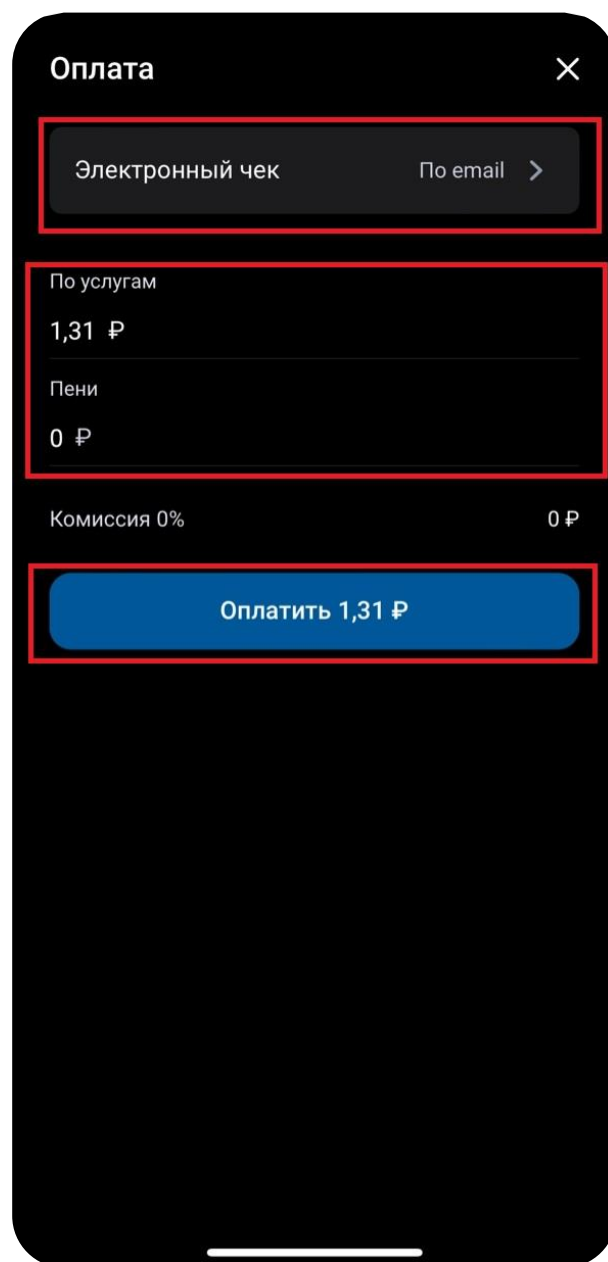 Оплата
Электронный чек По email
По услугам
1,31 ₽
Пени
0 ₽
Комиссия 0% 0 ₽
Оплатить 1,31 ₽